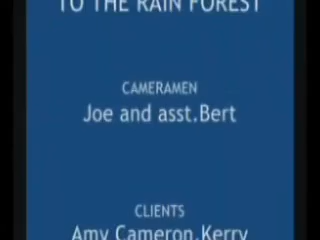 TO THE RAIN FOREST
CAMERAMEN
Joe and asst.Bert
CLIENTS
Amy Cameron,Kerry